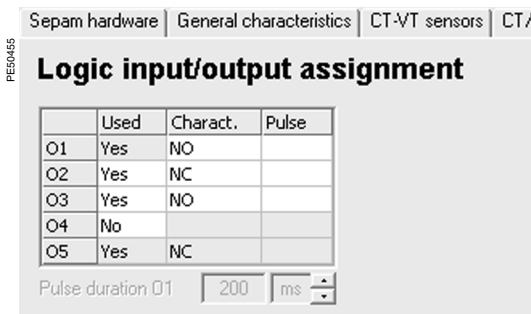 Sepam hardware General characteristics CT-VT sensors
PE50455
Logic input/output assignment
Used Charact. Pulse
O1 Yes NO
O2 Yes NC
O3 Yes NO
O4 No
O5 Yes NC
Pulse duration O1 200 ms